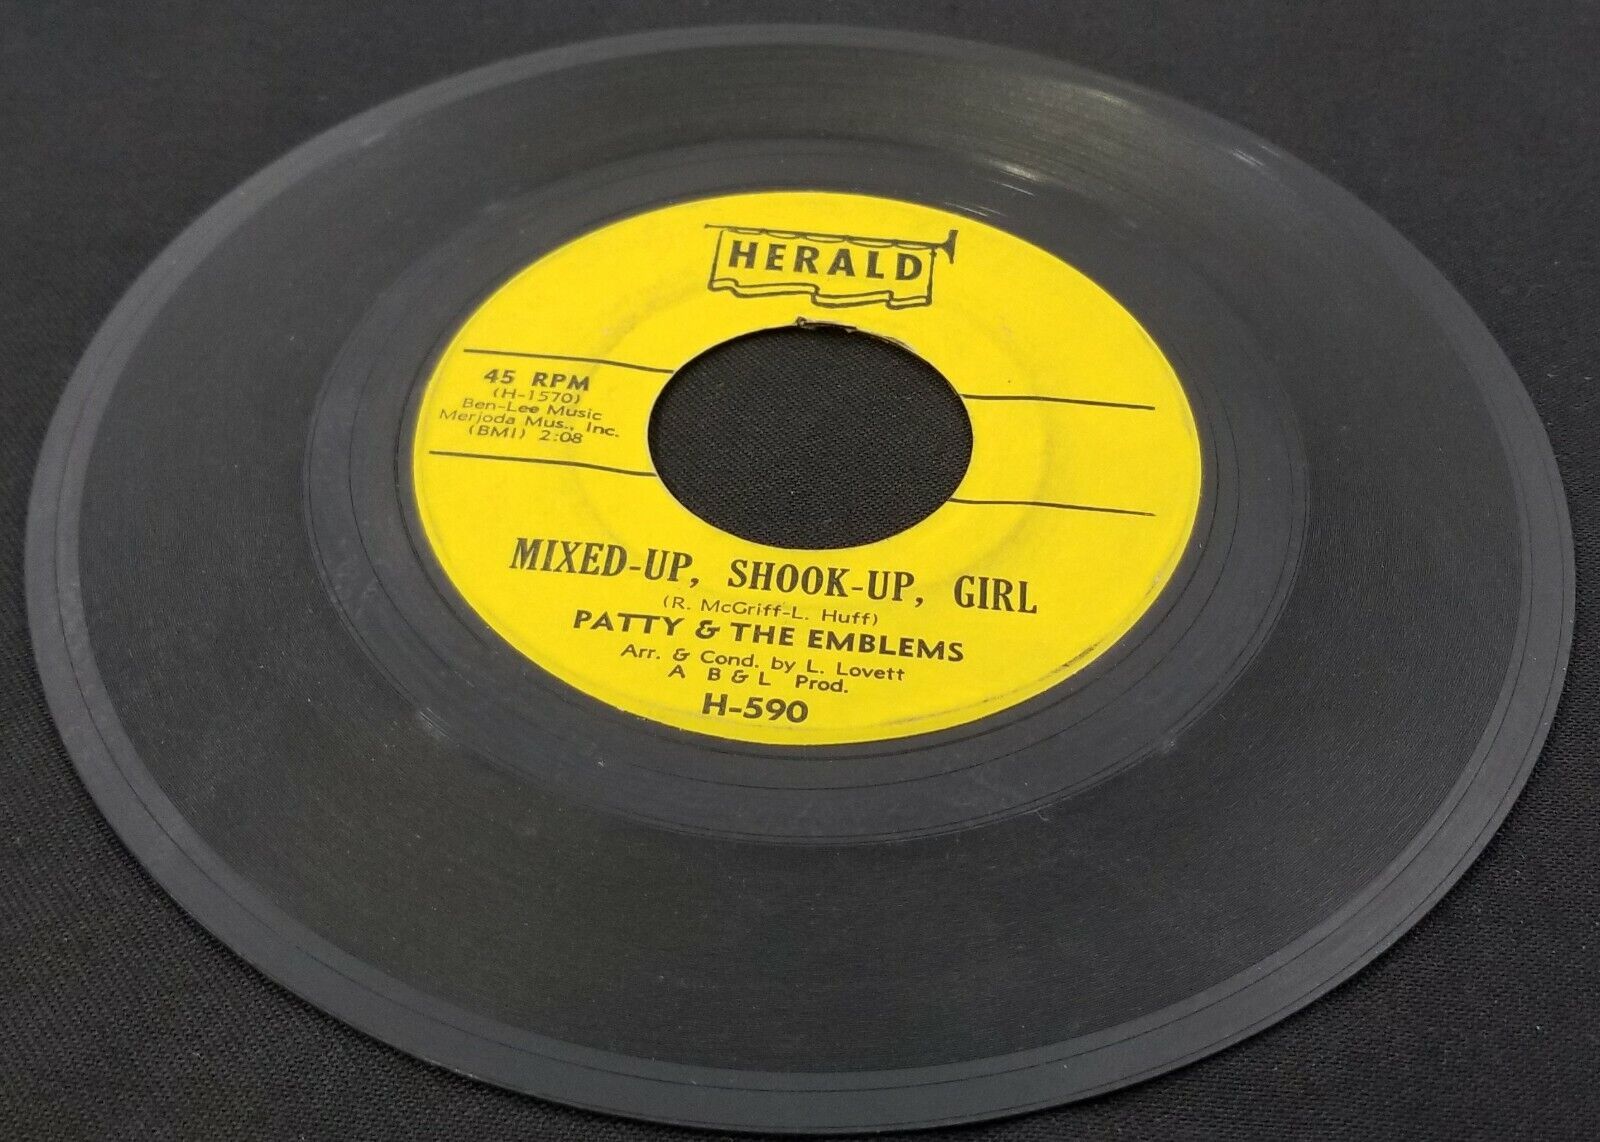 HERALD
45 RPM
(H-1570)
Ben-Lee Music
Merjoda Mus., Inc.
(BMI) 2:08
MIXED-UP, SHOOK-UP, GIRL
(R. McGriff-L. Huff)
PATTY & THE EMBLEMS
Arr. & Cond. by L. Lovett
A B & L Prod.
H-590